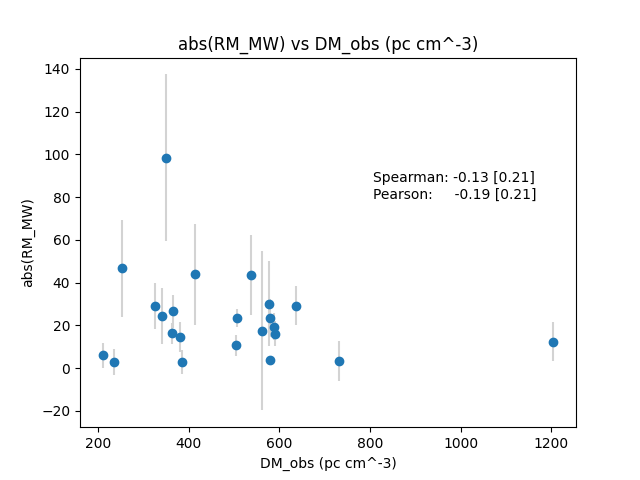 abs(RM_MW) vs DM_obs (pc cm^-3)
140
120
100
80
60
40
20
0
−20
abs(RM_MW)
Spearman: -0.13 [0.21]
Pearson: -0.19 [0.21]
200 400 600 800 1000 1200
DM_obs (pc cm^-3)